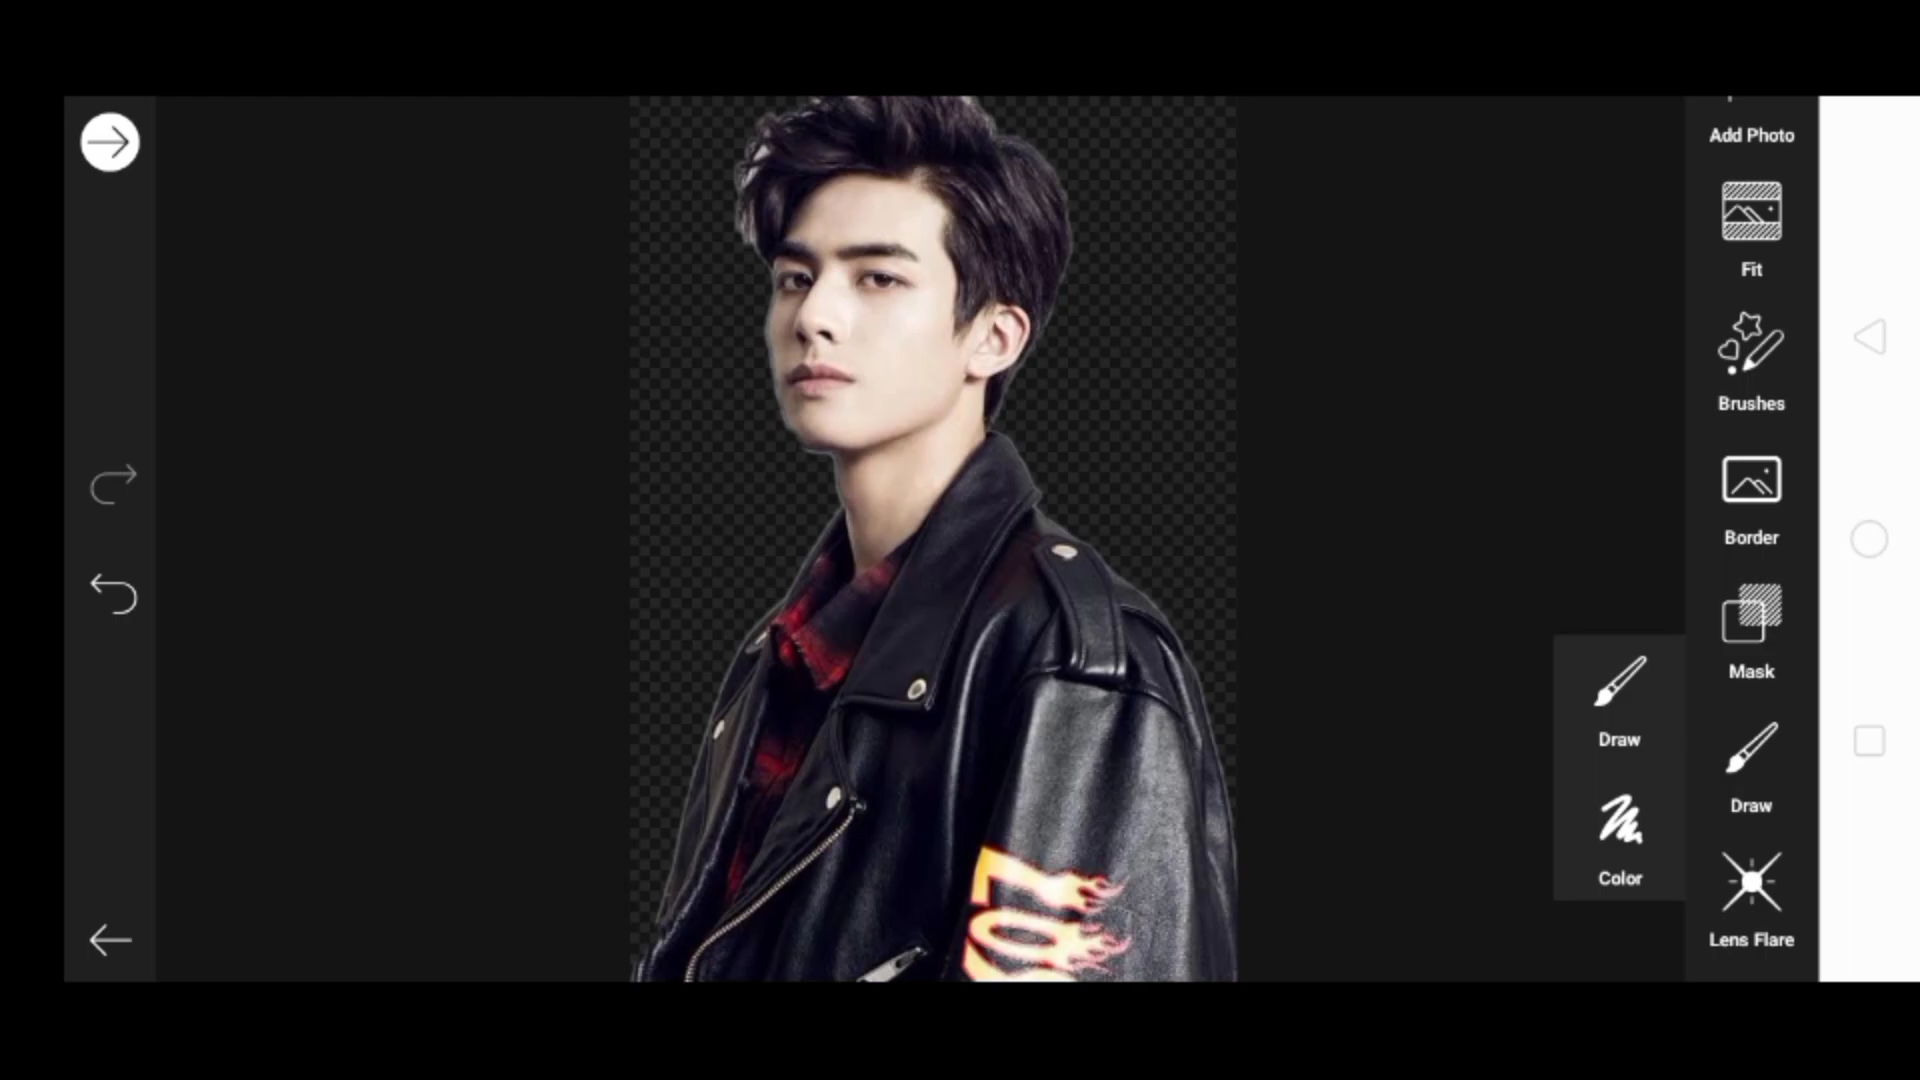 Add Photo
Fit
Brushes
Border
Mask
Draw
Draw
Color
Lens Flare